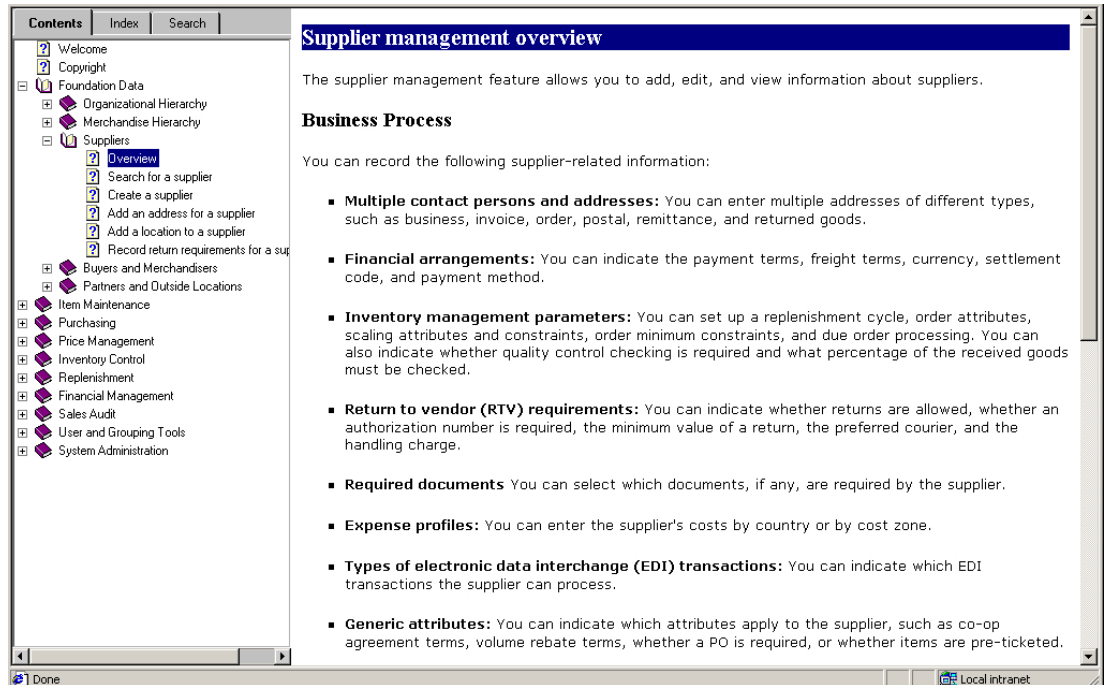 Contents
Index
Search
Welcome
Copyright
Foundation Data
Organizational Hierarchy
Merchandise Hierarchy
Suppliers
Overview
Search for a supplier
Create a supplier
Add an address for a supplier
Add a location to a supplier
Record return requirements for a sup
Buyers and Merchandisers
Partners and Outside Locations
Item Maintenance
Purchasing
Price Management
Inventory Control
Replenishment
Financial Management
Sales Audit
User and Grouping Tools
System Administration
Supplier management overview
The supplier management feature allows you to add, edit, and view information about suppliers.
Business Process
You can record the following supplier-related information:
Multiple contact persons and addresses: You can enter multiple addresses of different types,
such as business, invoice, order, postal, remittance, and returned goods.
Financial arrangements: You can indicate the payment terms, freight terms, currency, settlement
code, and payment method.
Inventory management parameters: You can set up a replenishment cycle, order attributes,
scaling attributes and constraints, order minimum constraints, and due order processing. You can
also indicate whether quality control checking is required and what percentage of the received goods
must be checked.
Return to vendor (RTV) requirements: You can indicate whether returns are allowed, whether an
authorization number is required, the minimum value of a return, the preferred courier, and the
handling charge.
Required documents You can select which documents, if any, are required by the supplier.
Expense profiles: You can enter the supplier's costs by country or by cost zone.
Types of electronic data interchange (EDI) transactions: You can indicate which EDI
transactions the supplier can process.
Generic attributes: You can indicate which attributes apply to the supplier, such as co-op
agreement terms, volume rebate terms, whether a PO is required, or whether items are pre-ticketed.
Done
Local intranet